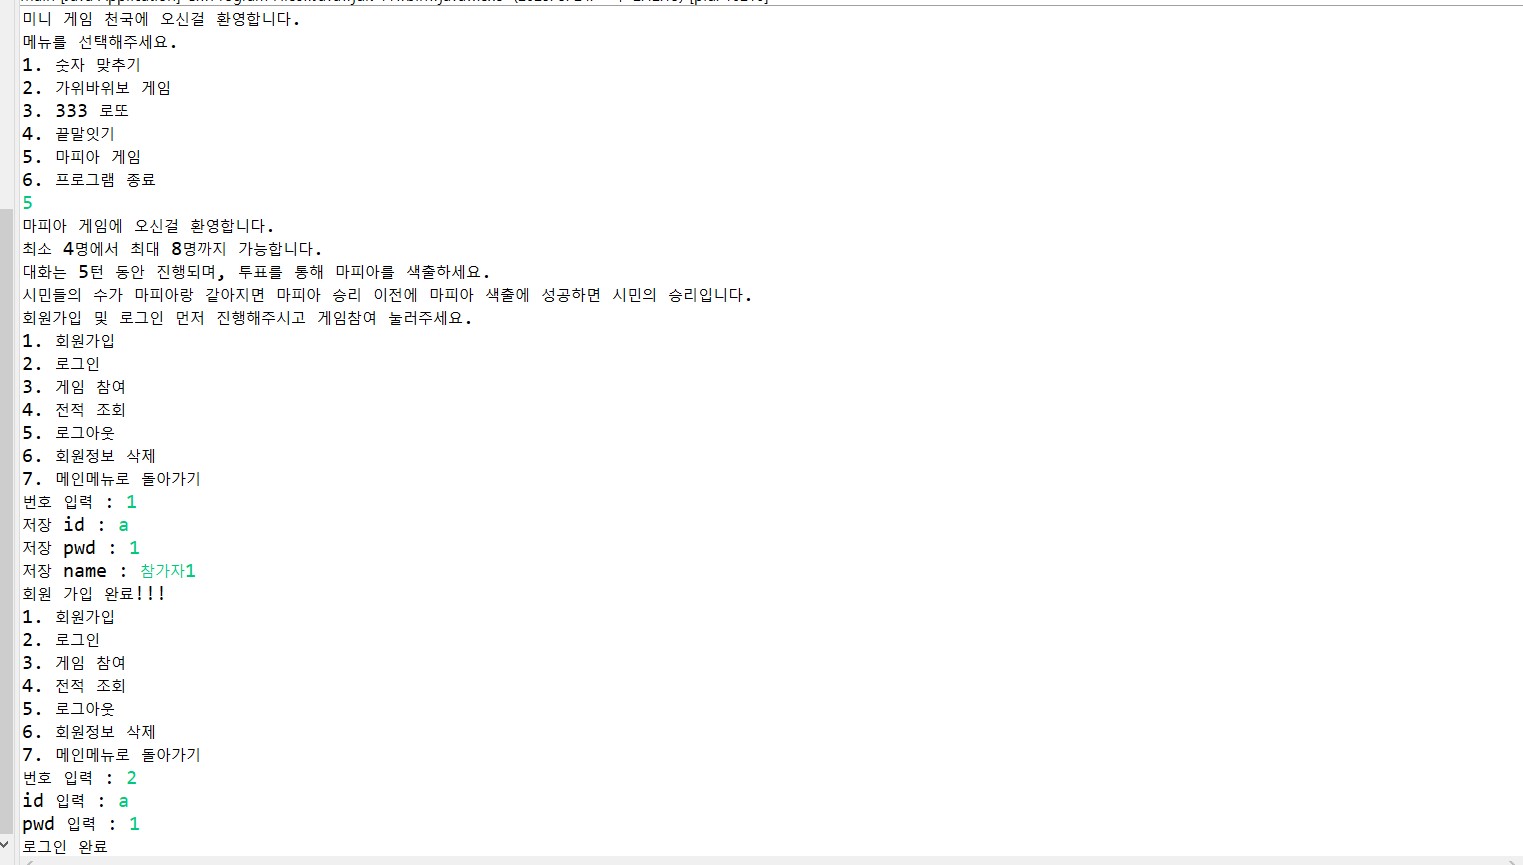 미니 게임 천국에 오신걸 환영합니다.
메뉴를 선택해주세요.
1. 숫자 맞추기
2. 가위바위보 게임
3. 333 로또
4. 끝말잇기
5. 마피아 게임
6. 프로그램 종료
5
마피아 게임에 오신걸 환영합니다.
최소 4명에서 최대 8명까지 가능합니다.
대화는 5턴 동안 진행되며, 투표를 통해 마피아를 색출하세요.
시민들의 수가 마피아랑 같아지면 마피아 승리 이전에 마피아 색출에 성공하면 시민의 승리입니다.
회원가입 및 로그인 먼저 진행해주시고 게임참여 눌러주세요.
1. 회원가입
2. 로그인
3. 게임 참여
4. 전적 조회
5. 로그아웃
6. 회원정보 삭제
7. 메인메뉴로 돌아가기
번호 입력 : 1
저장 id : a
저장 pwd : 1
저장 name : 참가자1
회원 가입 완료!!!
1. 회원가입
2. 로그인
3. 게임 참여
4. 전적 조회
5. 로그아웃
6. 회원정보 삭제
7. 메인메뉴로 돌아가기
번호 입력 : 2
id 입력 : a
pwd 입력 : 1
로그인 완료